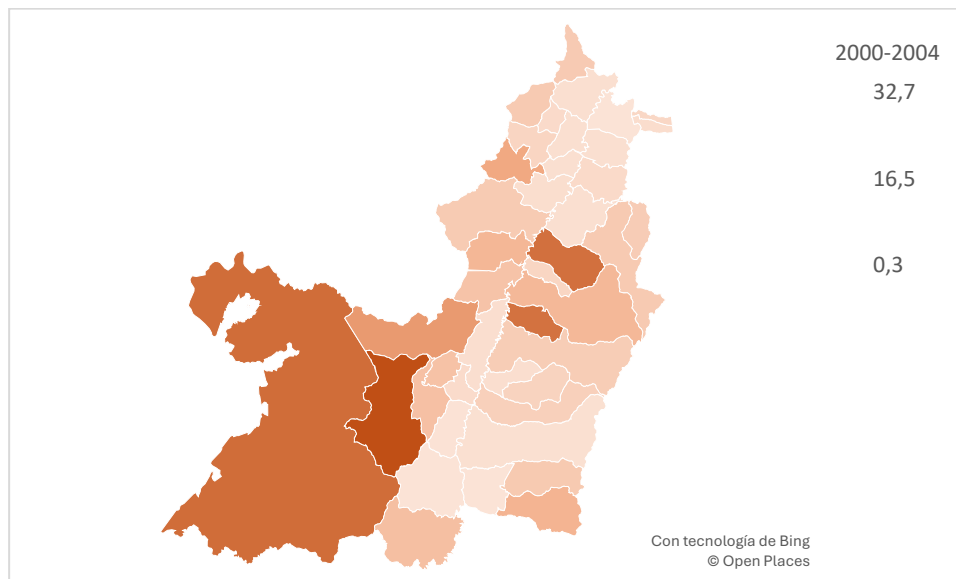 2000-2004
32,7
16,5
0,3
Con tecnología de Bing
© Open Places